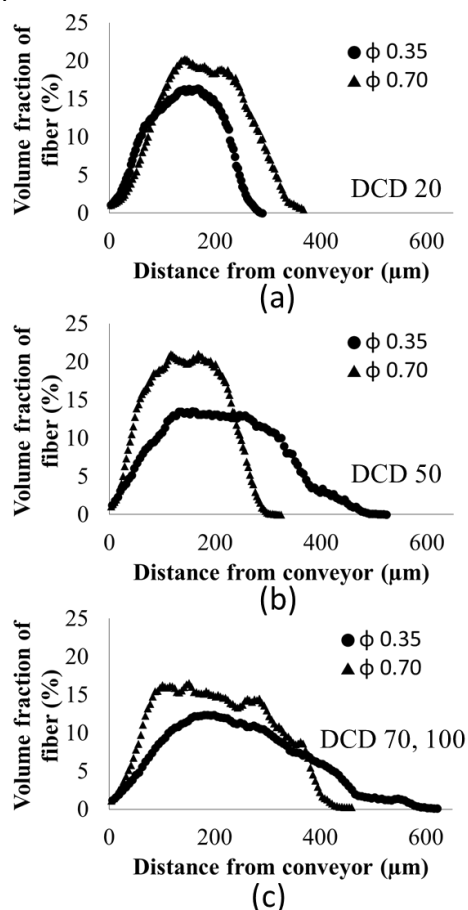 25
20
15
10
5
0
Volume fraction of
fiber (%)
● ϕ 0.35
▲ ϕ 0.70
DCD 20
0 200 400 600
Distance from conveyor (μm)
(a)
25
20
15
10
5
0
Volume fraction of
fiber (%)
● ϕ 0.35
▲ ϕ 0.70
DCD 50
0 200 400 600
Distance from conveyor (μm)
(b)
25
20
15
10
5
0
Volume fraction of
fiber (%)
● ϕ 0.35
▲ ϕ 0.70
DCD 70, 100
0 200 400 600
Distance from conveyor (μm)
(c)